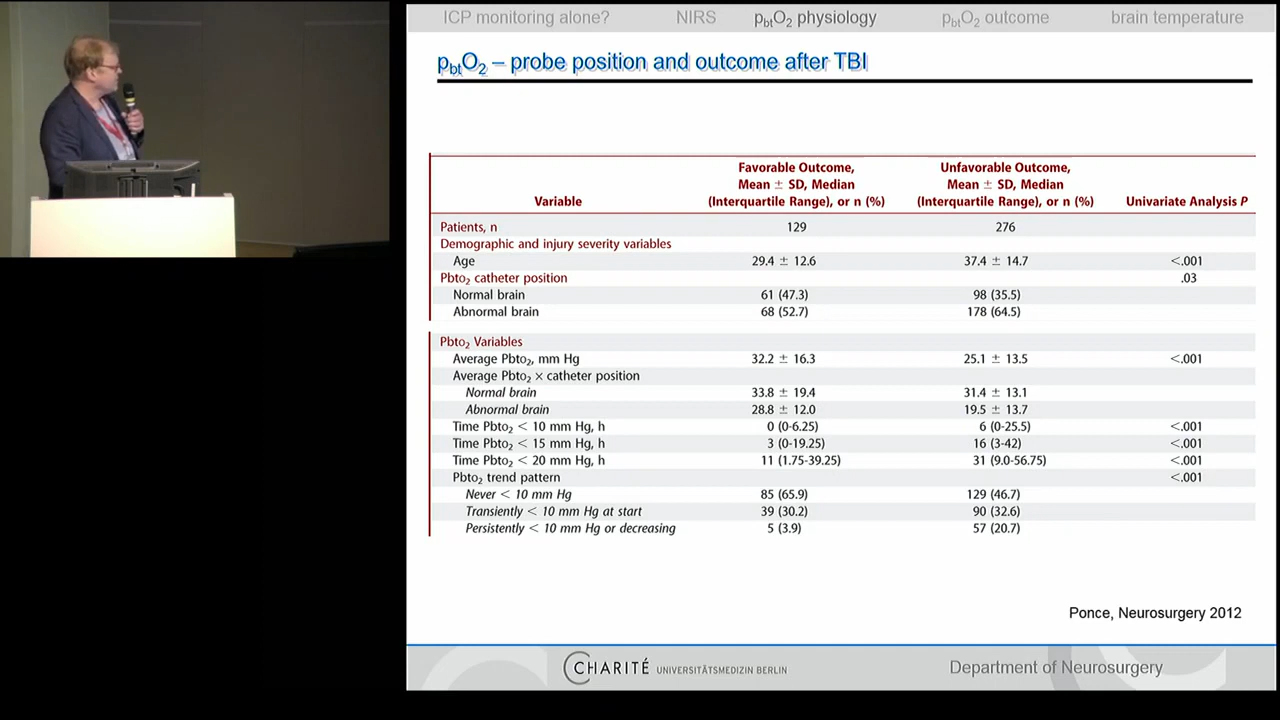 ICP monitoring alone? NIRS pbtO2 physiology pbtO2 outcome brain temperature
pbtO2 – probe position and outcome after TBI
Variable Favorable Outcome, Mean ± SD, Median (Interquartile Range), or n (%) Unfavorable Outcome, Mean ± SD, Median (Interquartile Range), or n (%) Univariate Analysis P
Patients, n 129 276
Demographic and injury severity variables
Age 29.4 ± 12.6 37.4 ± 14.7 <.001
Pbto2 catheter position .03
Normal brain 61 (47.3) 98 (35.5)
Abnormal brain 68 (52.7) 178 (64.5)
Pbto2 Variables
Average Pbto2, mm Hg 32.2 ± 16.3 25.1 ± 13.5 <.001
Average Pbto2 × catheter position
Normal brain 33.8 ± 19.4 31.4 ± 13.1
Abnormal brain 28.8 ± 12.0 19.5 ± 13.7
Time Pbto2 < 10 mm Hg, h 0 (0-6.25) 6 (0-25.5) <.001
Time Pbto2 < 15 mm Hg, h 3 (0-19.25) 16 (3-42) <.001
Time Pbto2 < 20 mm Hg, h 11 (1.75-39.25) 31 (9.0-56.75) <.001
Pbto2 trend pattern <.001
Never < 10 mm Hg 85 (65.9) 129 (46.7)
Transiently < 10 mm Hg at start 39 (30.2) 90 (32.6)
Persistently < 10 mm Hg or decreasing 5 (3.9) 57 (20.7)
Ponce, Neurosurgery 2012
CHARITÉ UNIVERSITÄTSMEDIZIN BERLIN Department of Neurosurgery